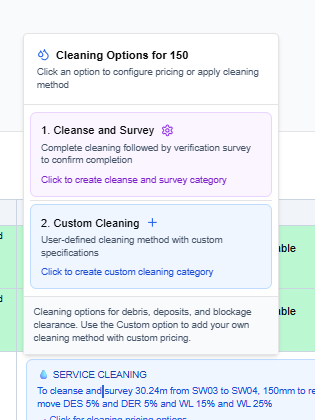 Cleaning Options for 150
Click an option to configure pricing or apply cleaning
method
1. Cleanse and Survey
Complete cleaning followed by verification survey
to confirm completion
Click to create cleanse and survey category
2. Custom Cleaning
User-defined cleaning method with custom
specifications
Click to create custom cleaning category
Cleaning options for debris, deposits, and blockage
clearance. Use the Custom option to add your own
cleaning method with custom pricing.
SERVICE CLEANING
To cleanse and survey 30.24m from SW03 to SW04, 150mm to re
move DES 5% and DER 5% and WL 15% and WL 25%